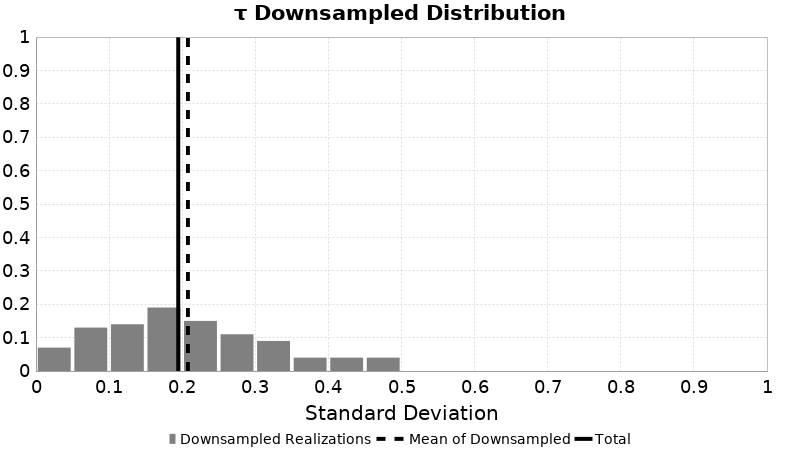 τ Downsampled Distribution
1
0.9
0.8
0.7
0.6
0.5
0.4
0.3
0.2
0.1
0
0 0.1 0.2 0.3 0.4 0.5 0.6 0.7 0.8 0.9 1
Standard Deviation
Downsampled Realizations Mean of Downsampled Total